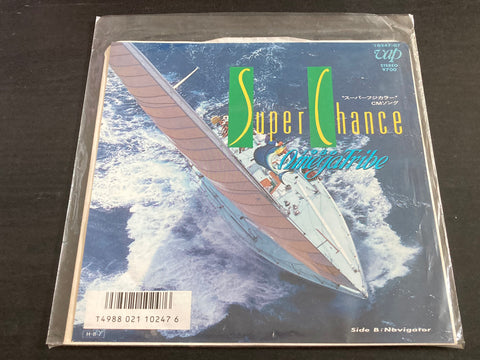 10247-07
vap
STEREO
¥700
Super Chance
"スーパーフジカラー"
CMソング
OmegaTribe
T4988 021 10247 6
H・B・7
Side B : Navigator